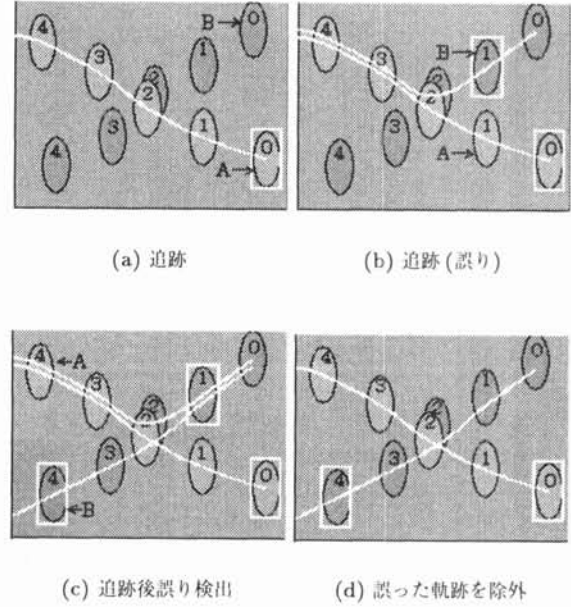 4 3 2 2 1 0 B
4 3 1 0 A
(a) 追跡
4 3 2 2 B 1 0
4 3 A 1 0
(b) 追跡 (誤り)
4 A 3 2 1 0
4 B 3 1 0
(c) 追跡後誤り検出
4 3 2 1 0
4 3 1 0
(d) 誤った軌跡を除外